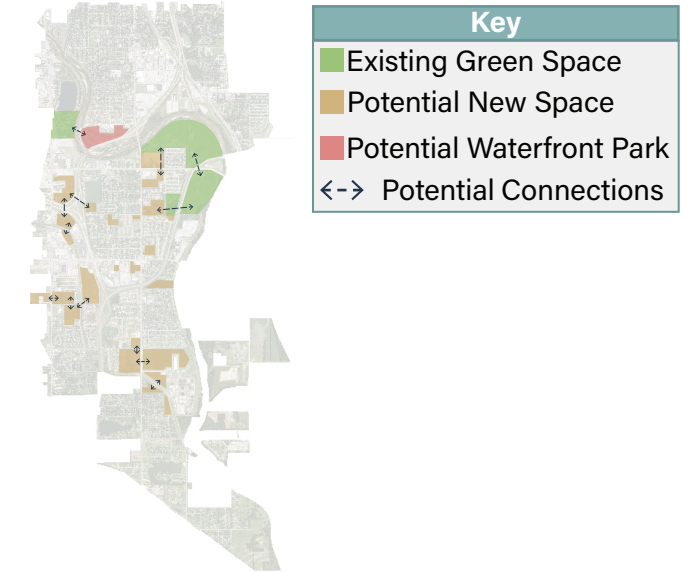 Key
Existing Green Space
Potential New Space
Potential Waterfront Park
Potential Connections